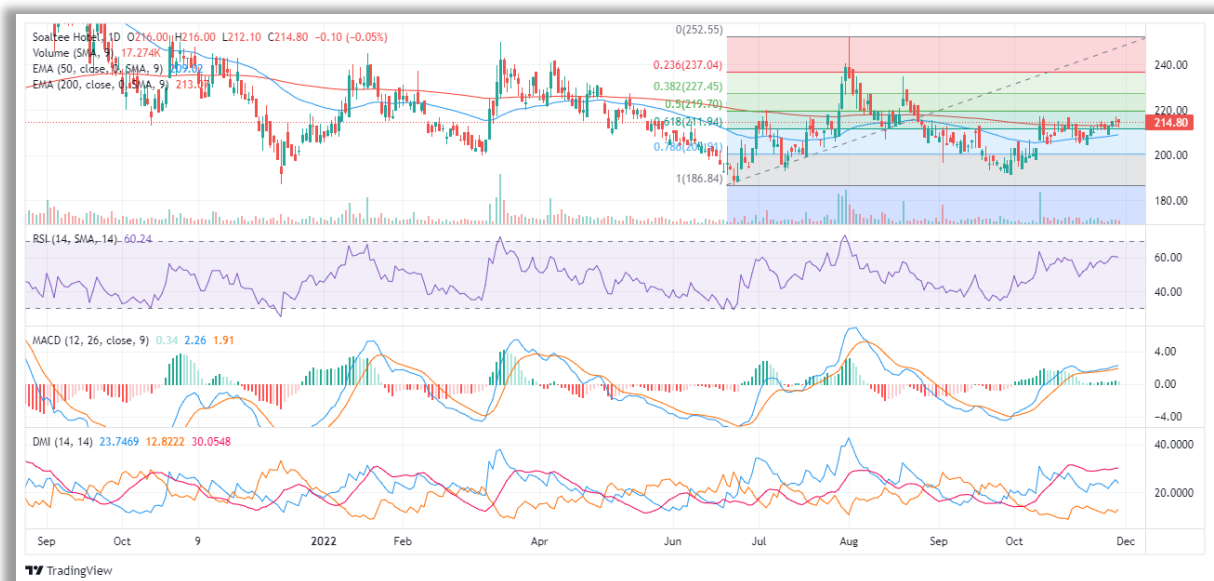 Soaltee Hotel, 1D O216.00 H216.00 L212.10 C214.80 −0.10 (−0.05%)
Volume (SMA, 9) 17.274K
EMA (50, close, 0, SMA, 9) 209.02
EMA (200, close, 0, SMA, 9)
0(252.55)
0.236(237.04)
0.382(227.45)
0.5(219.70)
0.618(211.94)
1(186.84)
240.00
220.00
214.80
200.00
180.00
RSI (14, SMA, 14) 60.24
60.00
40.00
MACD (12, 26, close, 9) 0.34 2.26 1.91
4.00
0.00
−4.00
DMI (14, 14) 23.7469 12.8222 30.0548
40.0000
20.0000
Sep Oct 9 2022 Feb Apr Jun Jul Aug Sep Oct Dec
TradingView